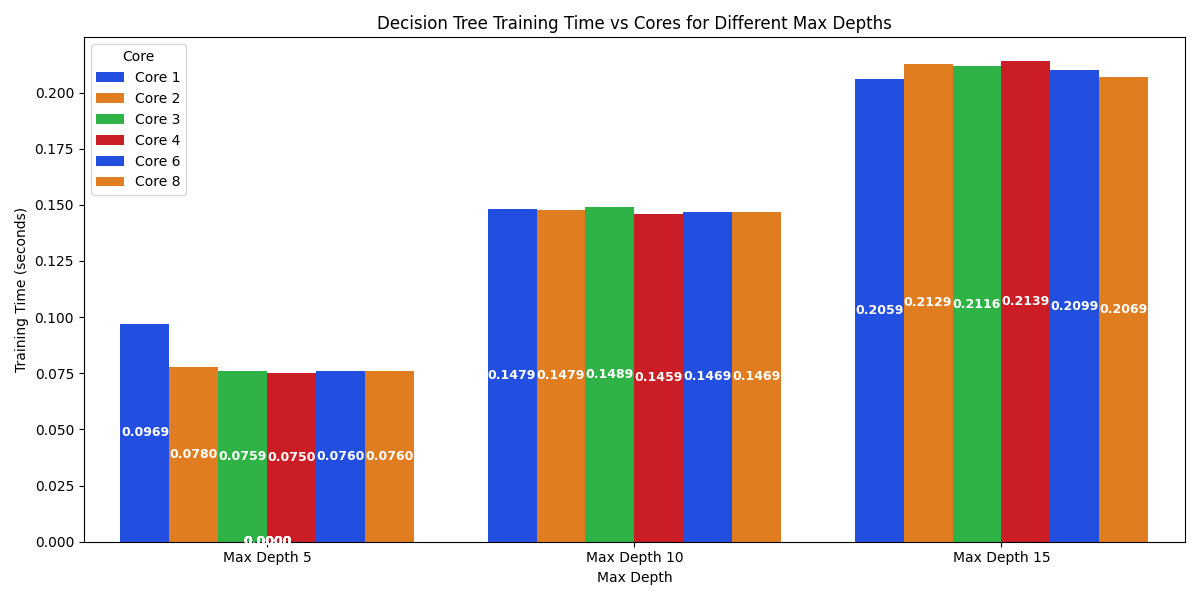 Decision Tree Training Time vs Cores for Different Max Depths
Core
Core 1
Core 2
Core 3
Core 4
Core 6
Core 8
Training Time (seconds)
0.200
0.175
0.150
0.125
0.100
0.075
0.050
0.025
0.000
0.0969
0.0780
0.0759
0.0750
0.0760
0.0760
0.1479
0.1479
0.1489
0.1459
0.1469
0.1469
0.2059
0.2129
0.2116
0.2139
0.2099
0.2069
Max Depth 5
Max Depth 10
Max Depth 15
Max Depth